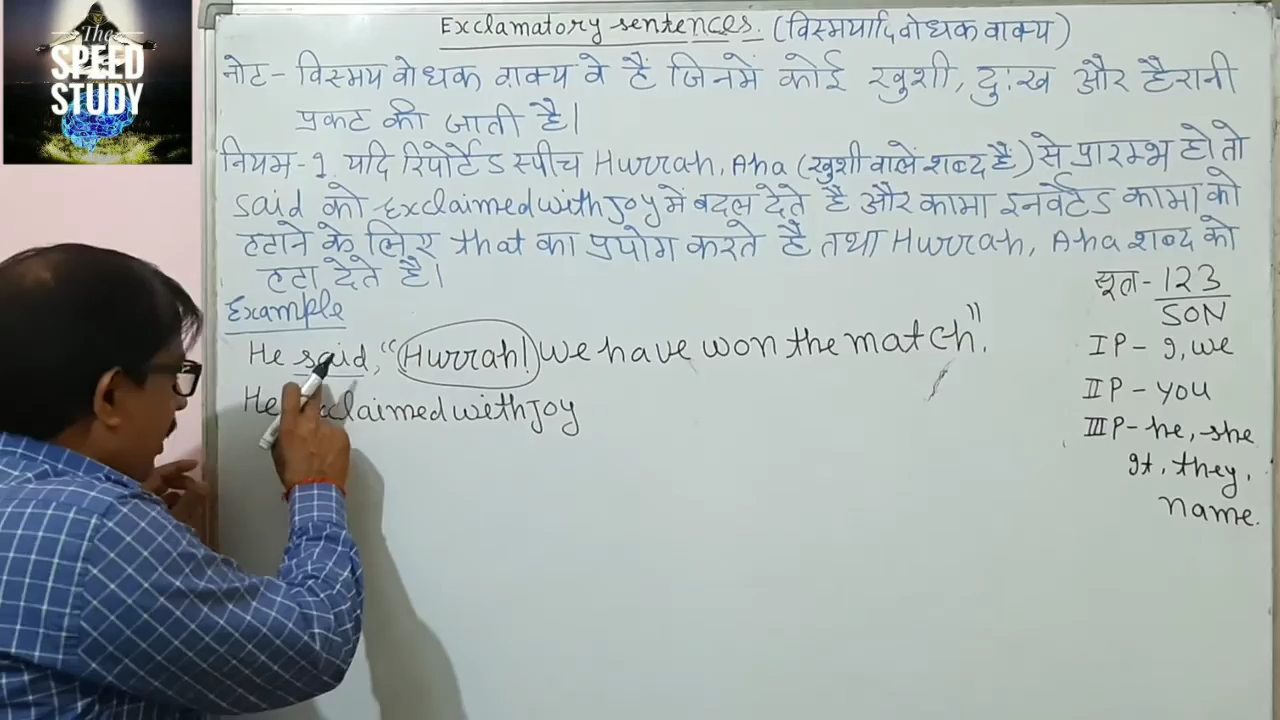 The
SPEED
STUDY
Exclamatory sentences. (विस्मयादि वोधक वाक्य)
नोट- विस्मय वोधक वाक्य वे हैं जिनमें कोई खुशी, दुःख और हैरानी
प्रकट की जाती है।
नियम-1. यदि रिपोर्टेड स्पीच Hurrah, Aha (खुशी वाले शब्द हैं) से प्रारम्भ हो तो
said को exclaimed with Joy में बदल देते है और कामा इनवर्टेड कामा को
हटाने के लिए that का प्रयोग करते है तथा Hurrah, Aha शब्द को
हटा देते है।
Example
He said, “Hurrah! We have won the match”.
He exclaimed with Joy
सूत्र- 123
SON
I P - I, we
II P - you
III P - he, she
It, they,
name.